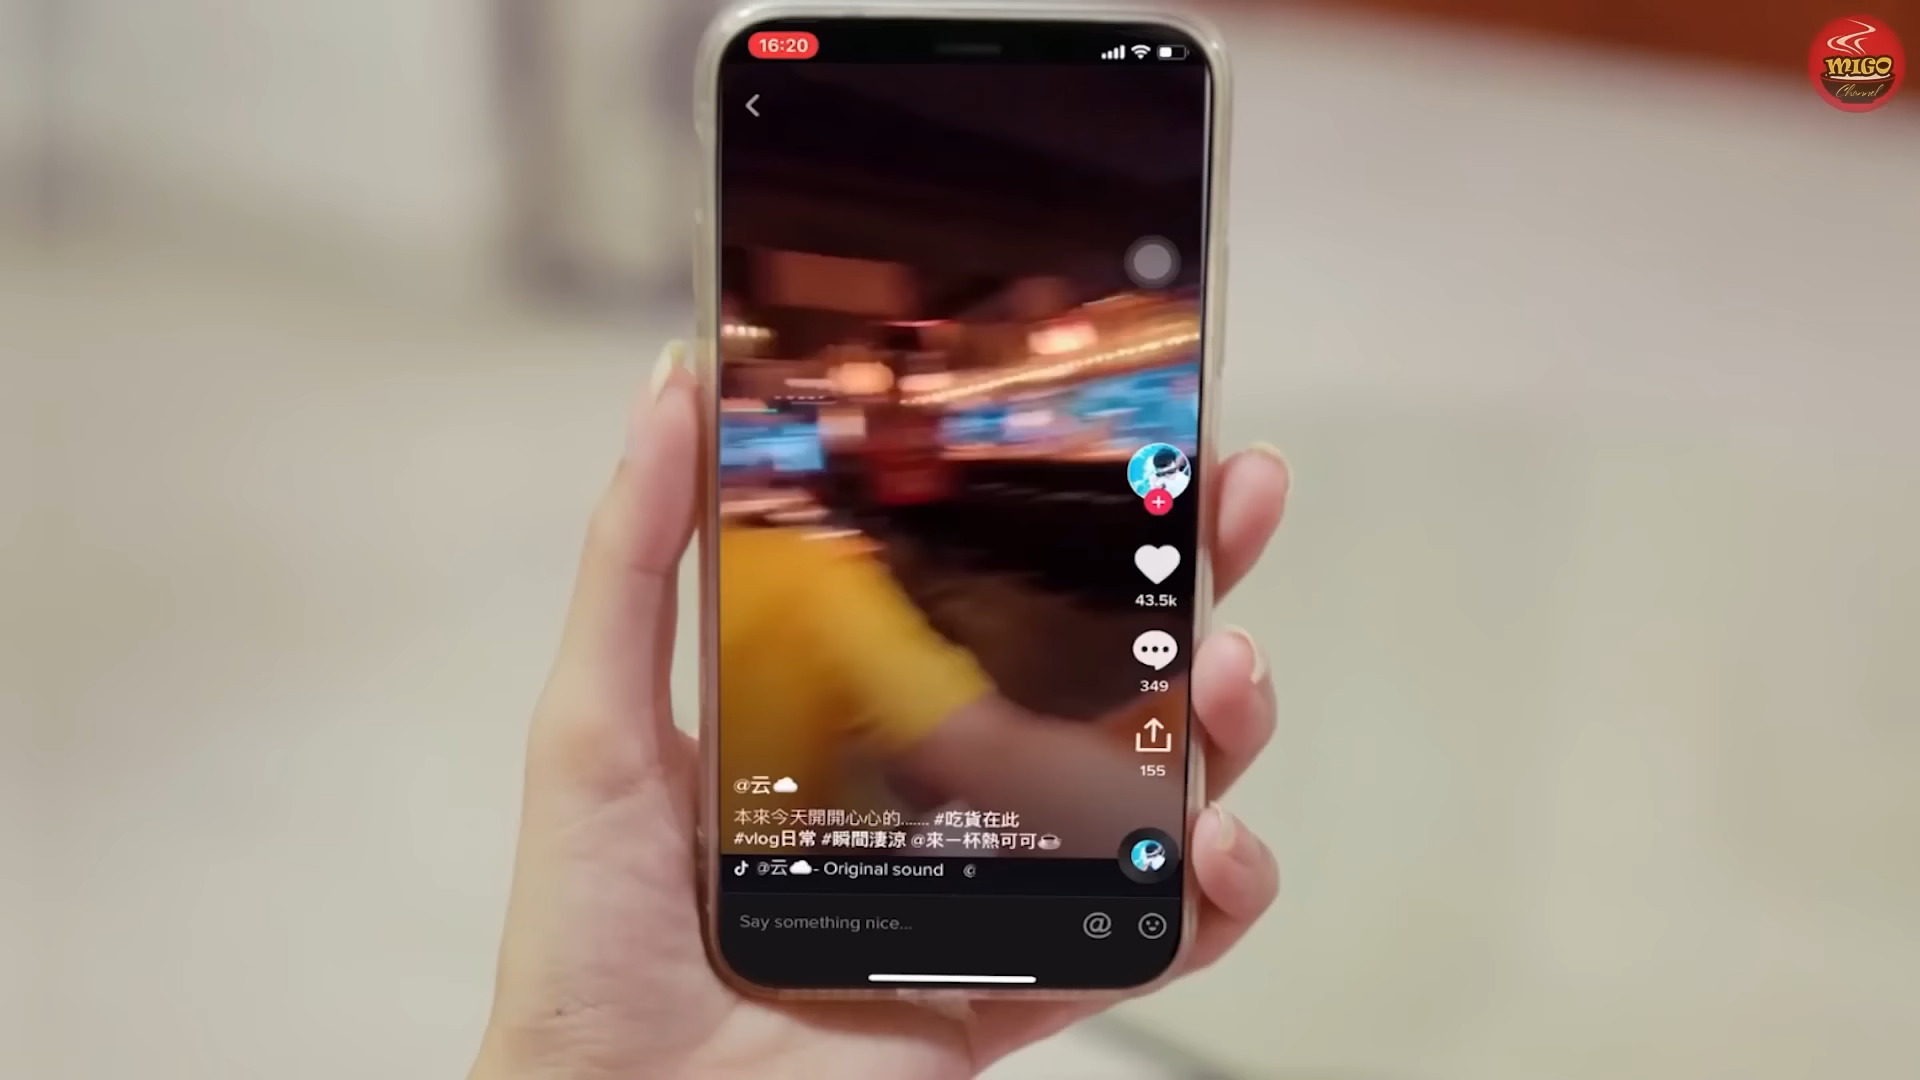 16:20
MIGO
Channel
43.5k
349
155
@云☁️
本來今天開開心心的....... #吃貨在此
#vlog日常 #瞬間淒涼 @來一杯熱可可☕
@云☁️- Original sound
Say something nice...
@